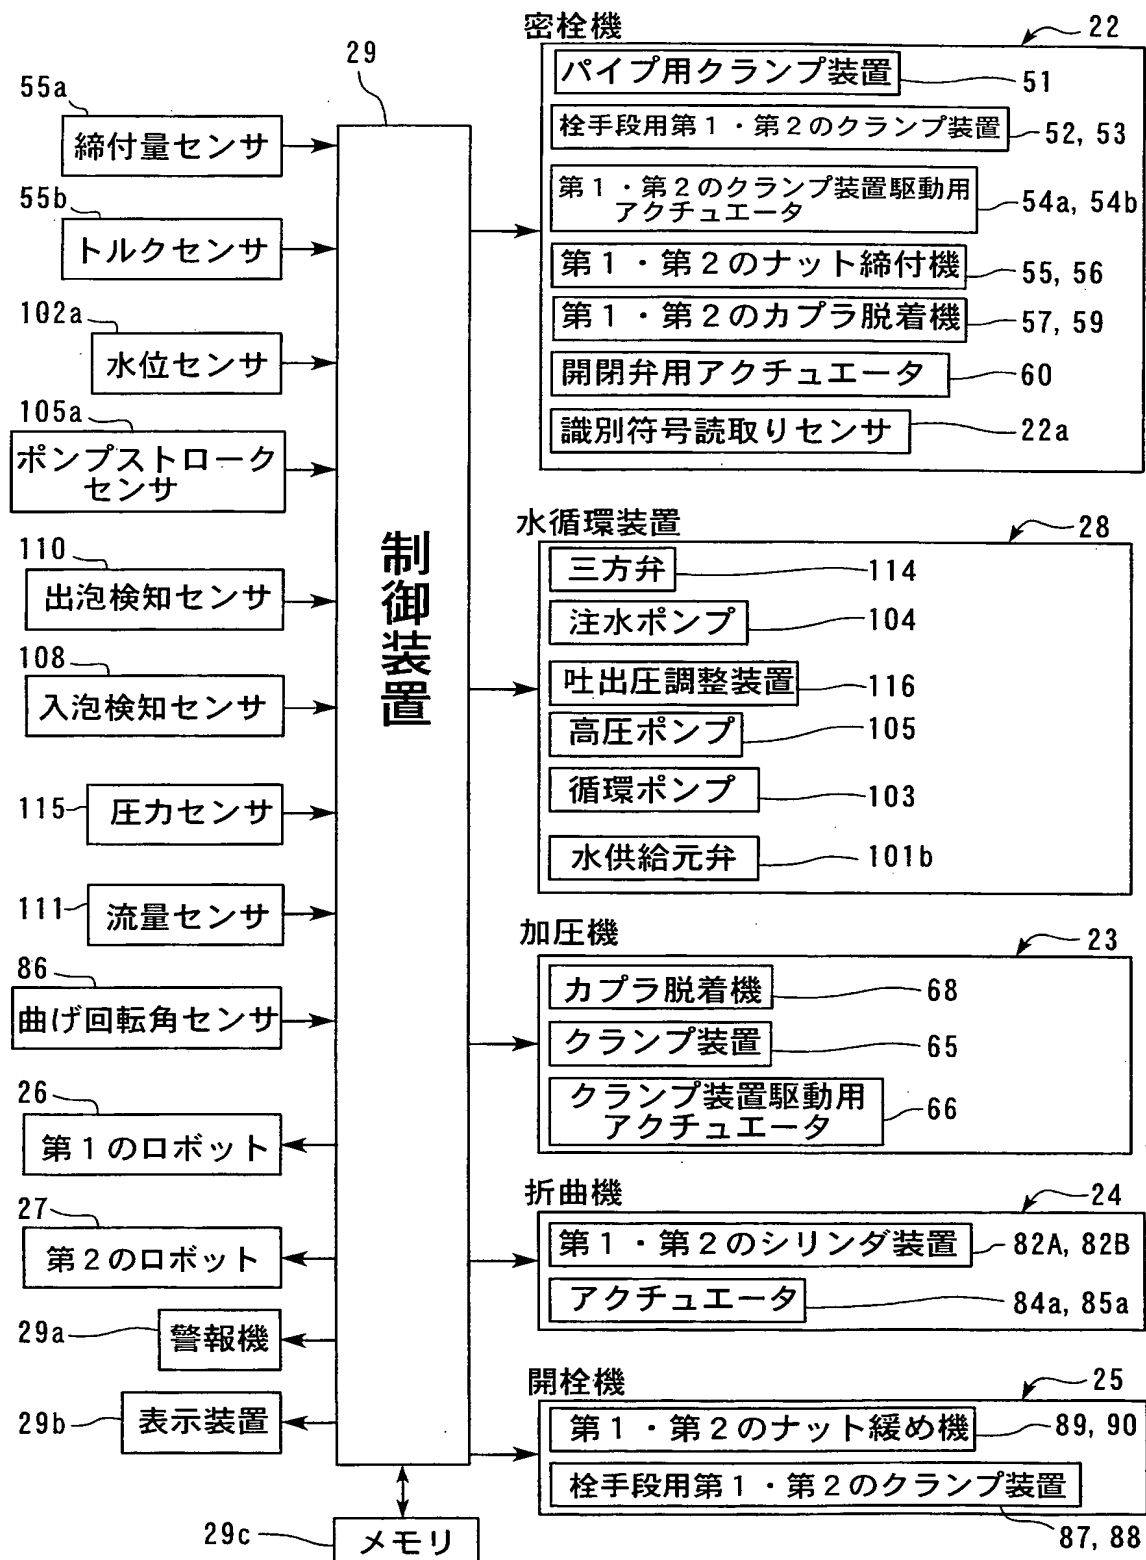 29
制御装置
55a
締付量センサ
55b
トルクセンサ
102a
水位センサ
105a
ポンプストローク
センサ
110
出泡検知センサ
108
入泡検知センサ
115
圧力センサ
111
流量センサ
86
曲げ回転角センサ
26
第1のロボット
27
第2のロボット
29a
警報機
29b
表示装置
29c
メモリ
密栓機
22
パイプ用クランプ装置
51
栓手段用第1・第2のクランプ装置
52, 53
第1・第2のクランプ装置駆動用
アクチュエータ
54a, 54b
第1・第2のナット締付機
55, 56
第1・第2のカプラ脱着機
57, 59
開閉弁用アクチュエータ
60
識別符号読取りセンサ
22a
水循環装置
28
三方弁
114
注水ポンプ
104
吐出圧調整装置
116
高圧ポンプ
105
循環ポンプ
103
水供給元弁
101b
加圧機
23
カプラ脱着機
68
クランプ装置
65
クランプ装置駆動用
アクチュエータ
66
折曲機
24
第1・第2のシリンダ装置
82A, 82B
アクチュエータ
84a, 85a
開栓機
25
第1・第2のナット緩め機
89, 90
栓手段用第1・第2のクランプ装置
87, 88